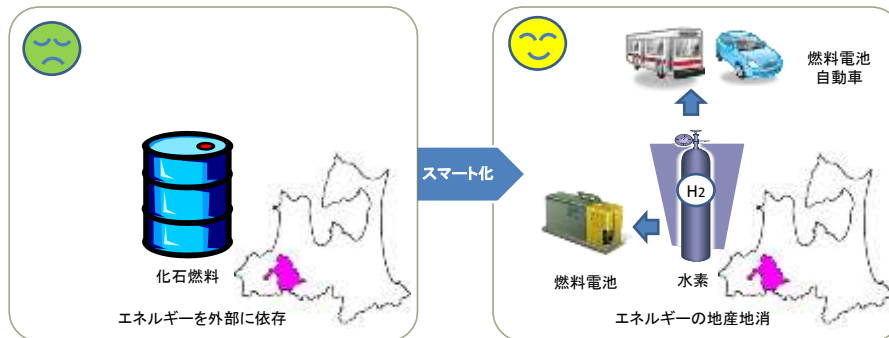 化石燃料
エネルギーを外部に依存
スマート化
燃料電池
自動車
H2
燃料電池
水素
エネルギーの地産地消